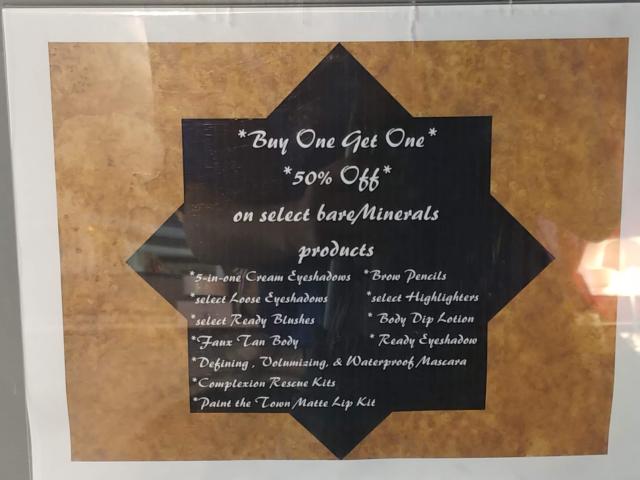 *Buy One Get One*
*50% Off*
on select bareMinerals
products
*5-in-one Cream Eyeshadows *Brow Pencils
*select Loose Eyeshadows *select Highlighters
*select Ready Blushes * Body Dip Lotion
*Faux Tan Body * Ready Eyeshadow
*Defining , Volumizing, & Waterproof Mascara
*Complexion Rescue Kits
*Paint the Town Matte Lip Kit